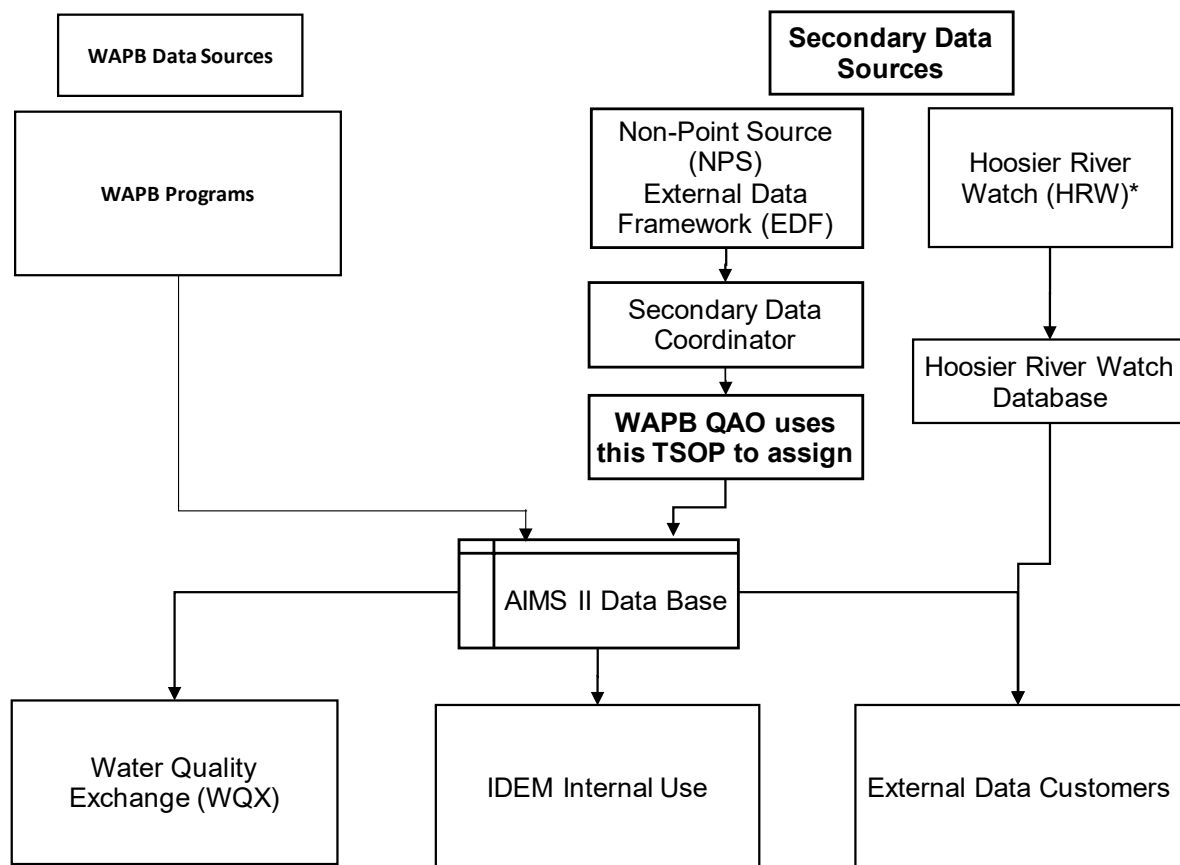 WAPB Data Sources
Secondary Data
Sources
WAPB Programs
Non-Point Source
(NPS)
External Data
Framework (EDF)
Hoosier River
Watch (HRW)*
Secondary Data
Coordinator
Hoosier River Watch
Database
WAPB QAO uses
this TSOP to assign
AIMS II Data Base
Water Quality
Exchange (WQX)
IDEM Internal Use
External Data Customers